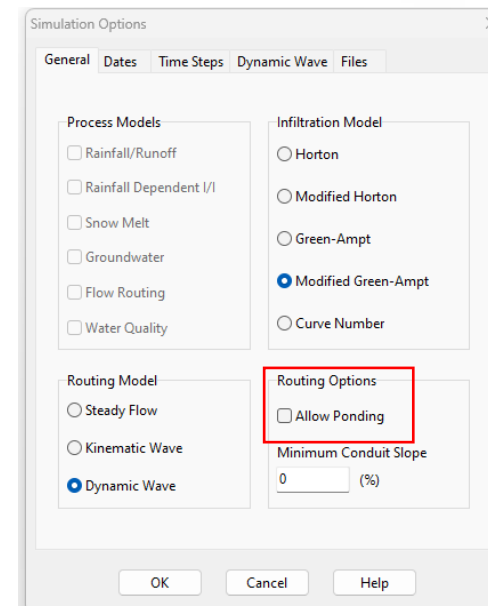 Simulation Options
General Dates Time Steps Dynamic Wave Files
Process Models
Rainfall/Runoff
Rainfall Dependent I/I
Snow Melt
Groundwater
Flow Routing
Water Quality
Infiltration Model
Horton
Modified Horton
Green-Ampt
Modified Green-Ampt
Curve Number
Routing Model
Steady Flow
Kinematic Wave
Dynamic Wave
Routing Options
Allow Ponding
Minimum Conduit Slope
0 (%)
OK Cancel Help